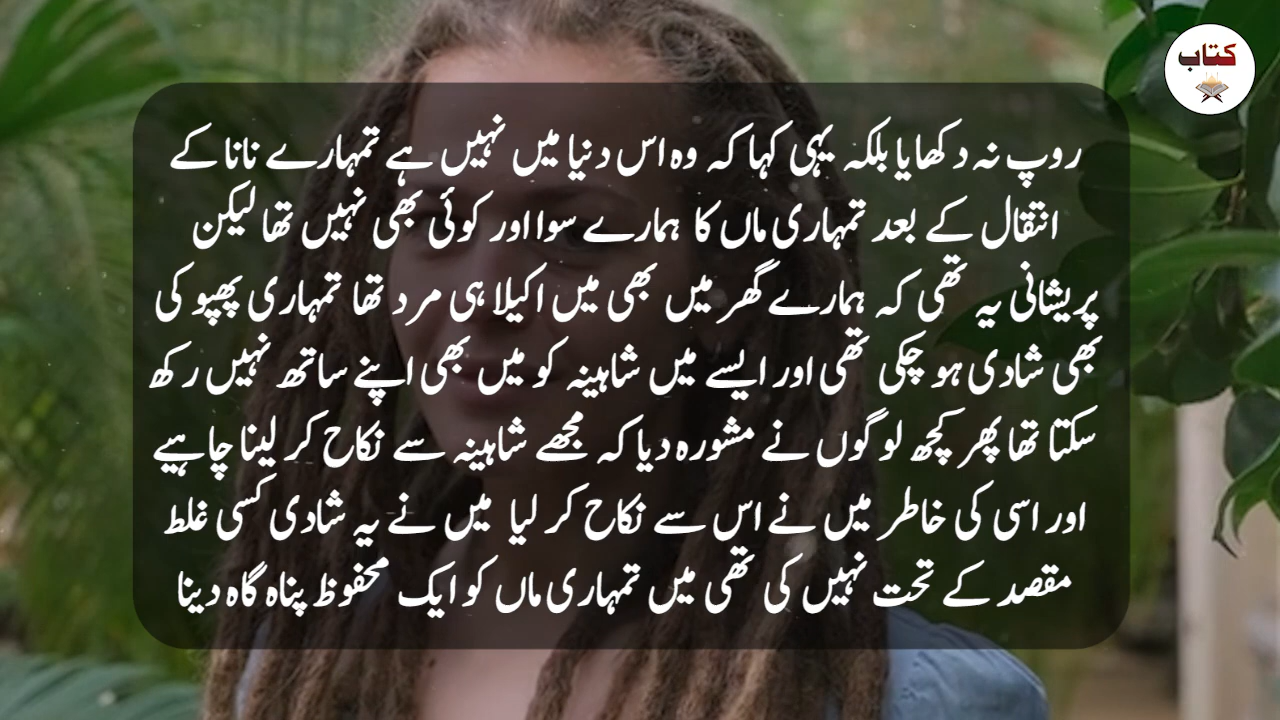 کتاب
روپ نہ دکھایا بلکہ یہی کہا کہ وہ اس دنیا میں نہیں ہے تمہارے نانا کے
انتقال کے بعد تمہاری ماں کا ہمارے سوا اور کوئی بھی نہیں تھا لیکن
پریشانی یہ تھی کہ ہمارے گھر میں بھی میں اکیلا ہی مرد تھا تمہاری پھپو کی
بھی شادی ہو چکی تھی اور ایسے میں شاہینہ کو میں بھی اپنے ساتھ نہیں رکھ
سکتا تھا پھر کچھ لوگوں نے مشورہ دیا کہ مجھے شاہینہ سے نکاح کر لینا چاہیے
اور اسی کی خاطر میں نے اس سے نکاح کر لیا میں نے یہ شادی کسی غلط
مقصد کے تحت نہیں کی تھی میں تمہاری ماں کو ایک محفوظ پناہ گاہ دینا